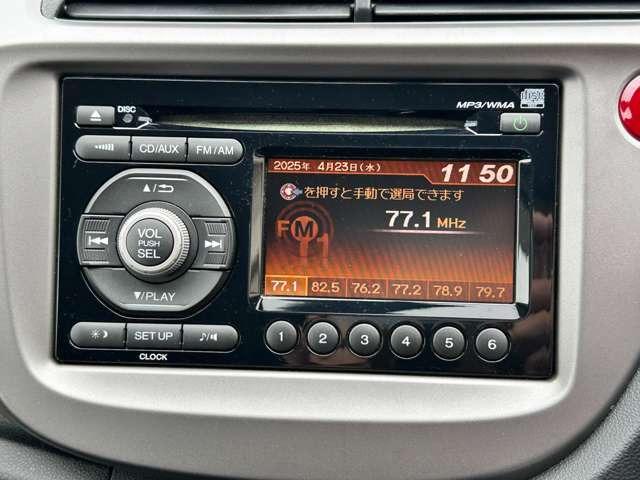 DISC
MP3/WMA
CD/AUX FM/AM
2025年 4月23日(水) 11 50
を押すと手動で選局できます
77.1 MHz
FM1
VOL
PUSH
SEL
▼/PLAY
77.1 82.5 76.2 77.2 78.9 79.7
SET UP
1 2 3 4 5 6
CLOCK